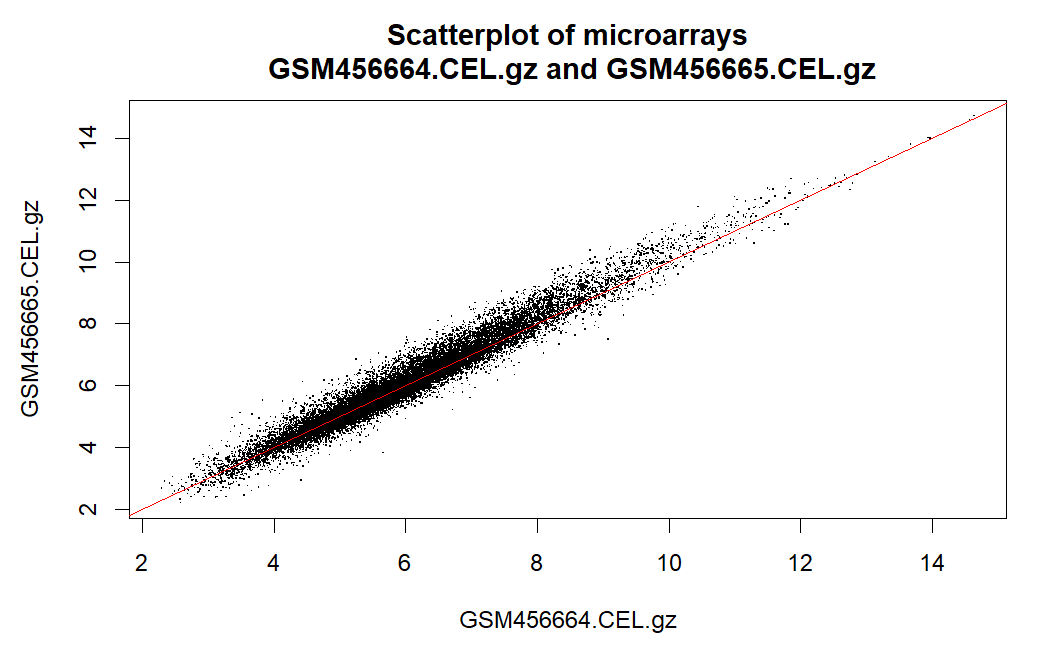 Scatterplot of microarrays
GSM456664.CEL.gz and GSM456665.CEL.gz
GSM456665.CEL.gz
14
12
10
8
6
4
2
2 4 6 8 10 12 14
GSM456664.CEL.gz